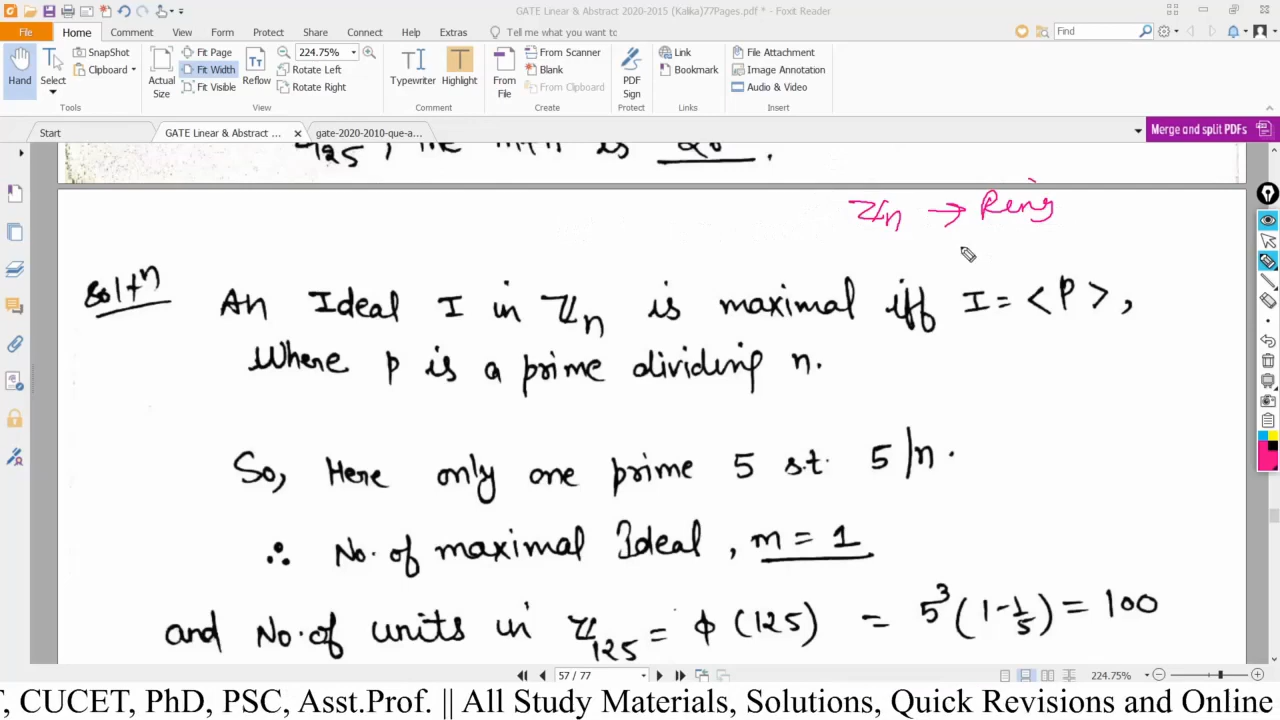 GATE Linear & Abstract 2020-2015 (Kalika)77Pages.pdf * - Foxit Reader
File Home Comment View Form Protect Share Connect Help Extras Tell me what you want to Find
SnapShot Fit Page 224.75% From Scanner Link File Attachment
Clipboard Fit Width Rotate Left Blank Bookmark Image Annotation
Hand Select Actual Size Reflow Fit Visible Rotate Right Typewriter Highlight From File From Clipboard PDF Sign Audio & Video
Tools View Comment Create Protect Links Insert
Start GATE Linear & Abstract ... gate-2020-2010-que-a... Merge and split PDFs
ℤn → Ring
Soltn An Ideal I in ℤn is maximal iff I = <P>,
Where p is a prime dividing n.
So, Here only one prime 5 s.t. 5|n.
∴ No. of maximal Ideal, m = 1
and No. of units in ℤ125 = ϕ(125) = 5³(1-1/5) = 100
57 / 77 224.75%
, CUCET, PhD, PSC, Asst.Prof. || All Study Materials, Solutions, Quick Revisions and Online